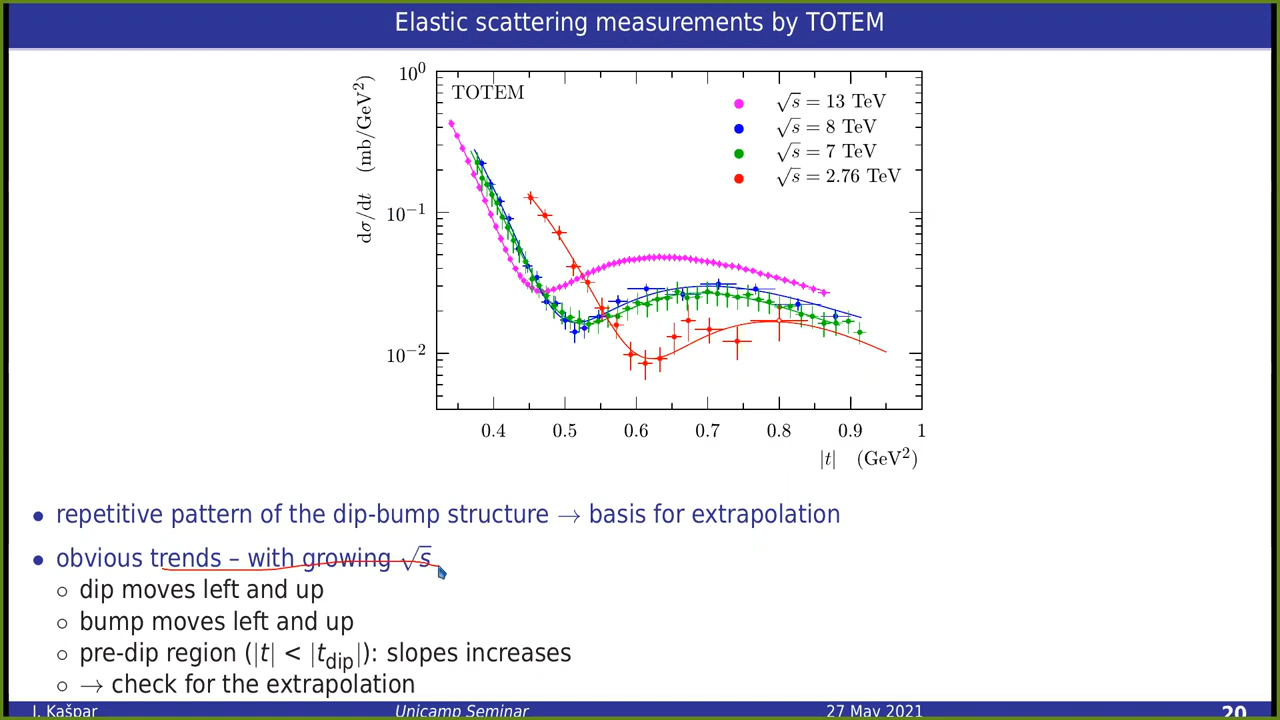 Elastic scattering measurements by TOTEM
TOTEM
dσ/dt (mb/GeV²)
10⁰
10⁻¹
10⁻²
√s = 13 TeV
√s = 8 TeV
√s = 7 TeV
√s = 2.76 TeV
0.4 0.5 0.6 0.7 0.8 0.9 1
|t| (GeV²)
• repetitive pattern of the dip-bump structure → basis for extrapolation
• obvious trends – with growing √s
○ dip moves left and up
○ bump moves left and up
○ pre-dip region (|t| < |t_dip|): slopes increases
○ → check for the extrapolation
J. Kašpar Unicamp Seminar 27 May 2021 20